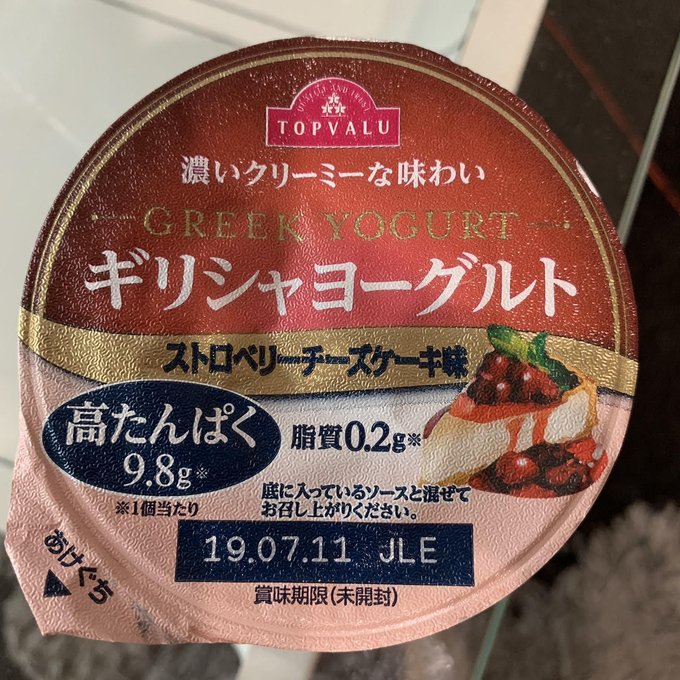 TOPVALU
濃いクリーミーな味わい
GREEK YOGURT
ギリシャヨーグルト
ストロベリーチーズケーキ味
高たんぱく
9.8g※
※1個当たり
脂質0.2g※
底に入っているソースと混ぜて
お召し上がりください。
19.07.11 JLE
賞味期限(未開封)
おけぐち